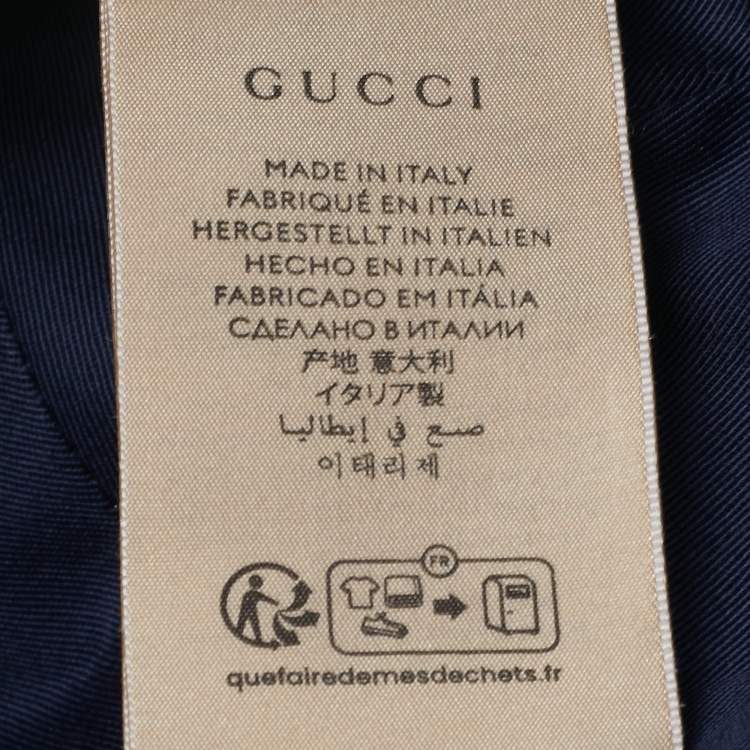 GUCCI
MADE IN ITALY
FABRIQUÉ EN ITALIE
HERGESTELLT IN ITALIEN
HECHO EN ITALIA
FABRICADO EM ITÁLIA
СДЕЛАНО В ИТАЛИИ
产地 意大利
イタリア製
صنع في إيطاليا
이태리제
FR
quefairedemesdechets.fr